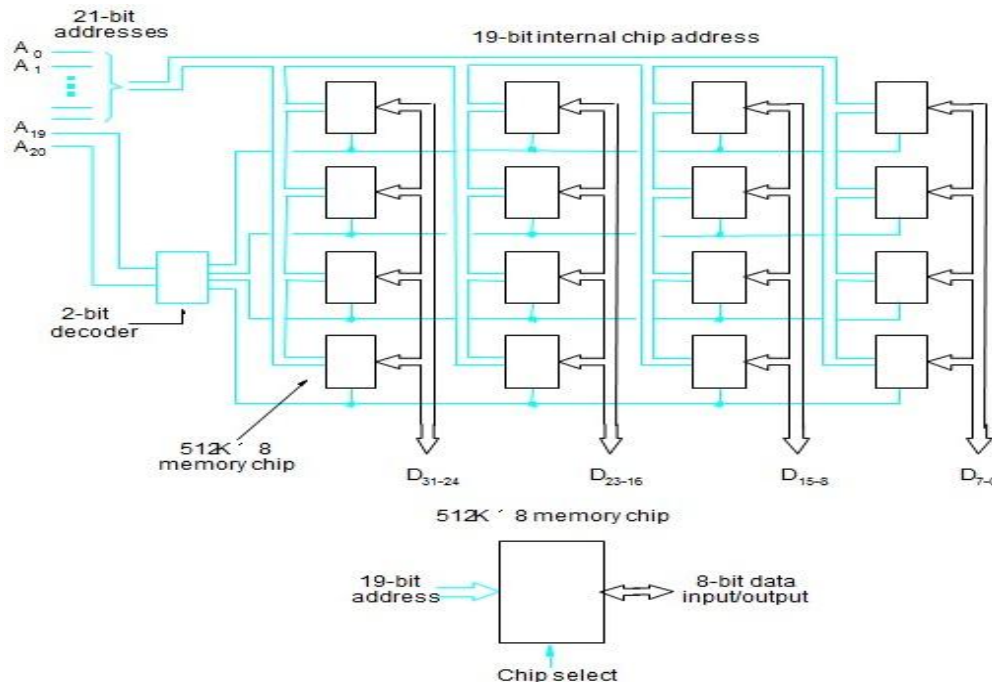 21-bit
addresses
19-bit internal chip address
A0
A1
A19
A20
2-bit
decoder
512K ´ 8
memory chip
D31-24
D23-16
D15-8
D7-0
512K ´ 8 memory chip
19-bit
address
8-bit data
input/output
Chip select